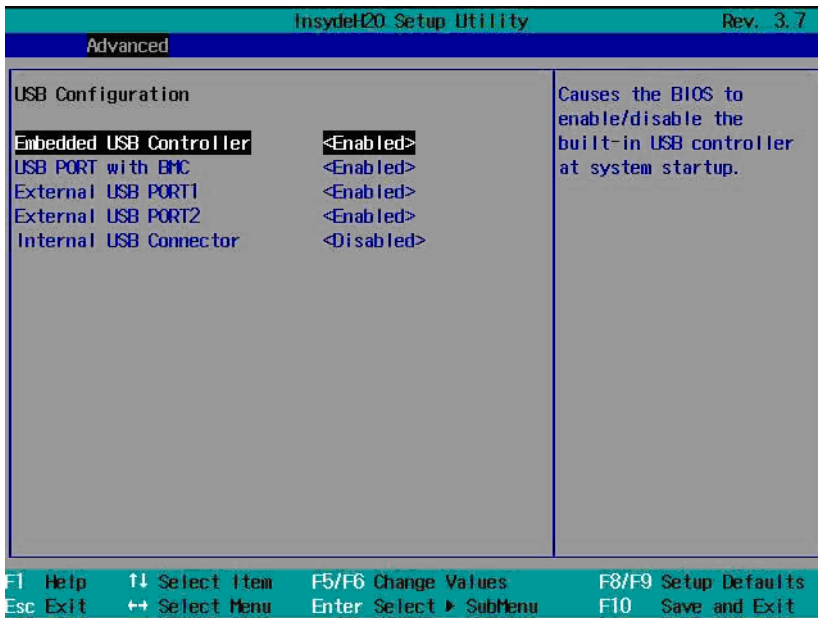 InsydeH2O Setup Utility Rev. 3.7
Advanced
USB Configuration
Embedded USB Controller <Enabled>
USB PORT with BMC <Enabled>
External USB PORT1 <Enabled>
External USB PORT2 <Enabled>
Internal USB Connector <Disabled>
Causes the BIOS to
enable/disable the
built-in USB controller
at system startup.
F1 Help ↑↓ Select Item F5/F6 Change Values F8/F9 Setup Defaults
Esc Exit ↔ Select Menu Enter Select ▶ SubMenu F10 Save and Exit